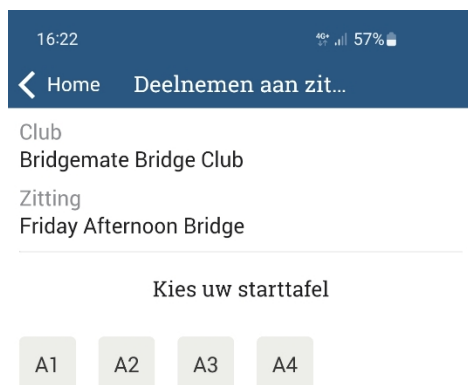 16:22 4G+ 57%
Home Deelnemen aan zit...
Club
Bridgemate Bridge Club
Zitting
Friday Afternoon Bridge
Kies uw starttafel
A1 A2 A3 A4